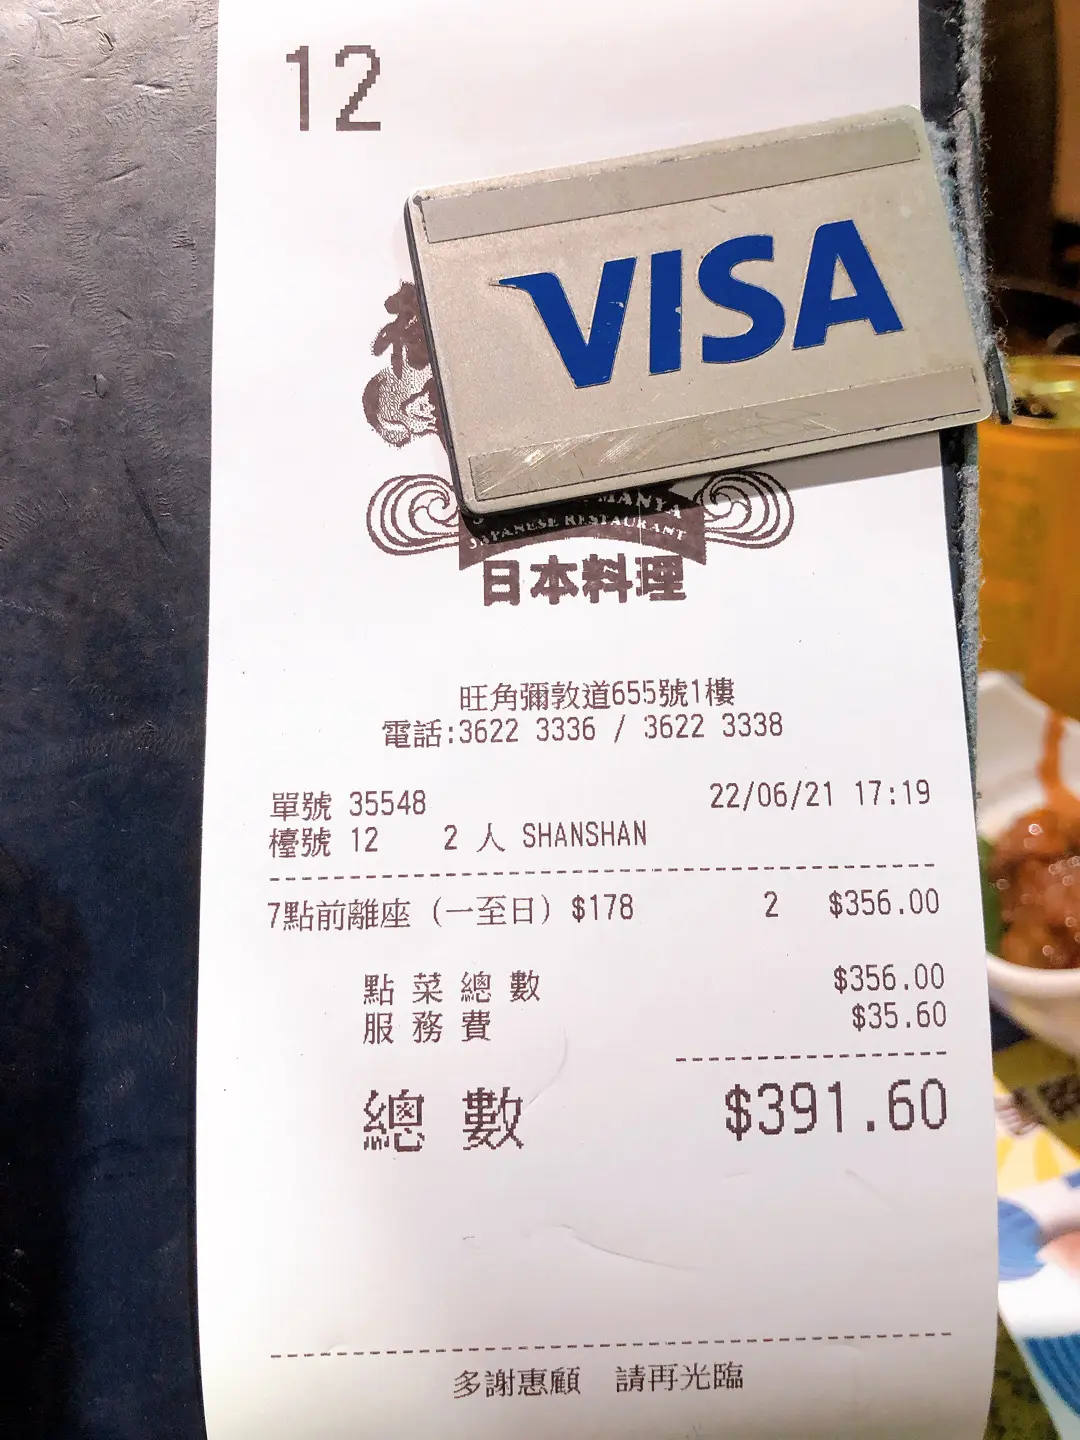 12
VISA
MANYA
JAPANESE RESTAURANT
日本料理
旺角彌敦道655號1樓
電話:3622 3336 / 3622 3338
單號 35548 22/06/21 17:19
檯號 12 2 人 SHANSHAN
7點前離座 (一至日) $178 2 $356.00
點菜總數 $356.00
服務費 $35.60
總數 $391.60
多謝惠顧 請再光臨